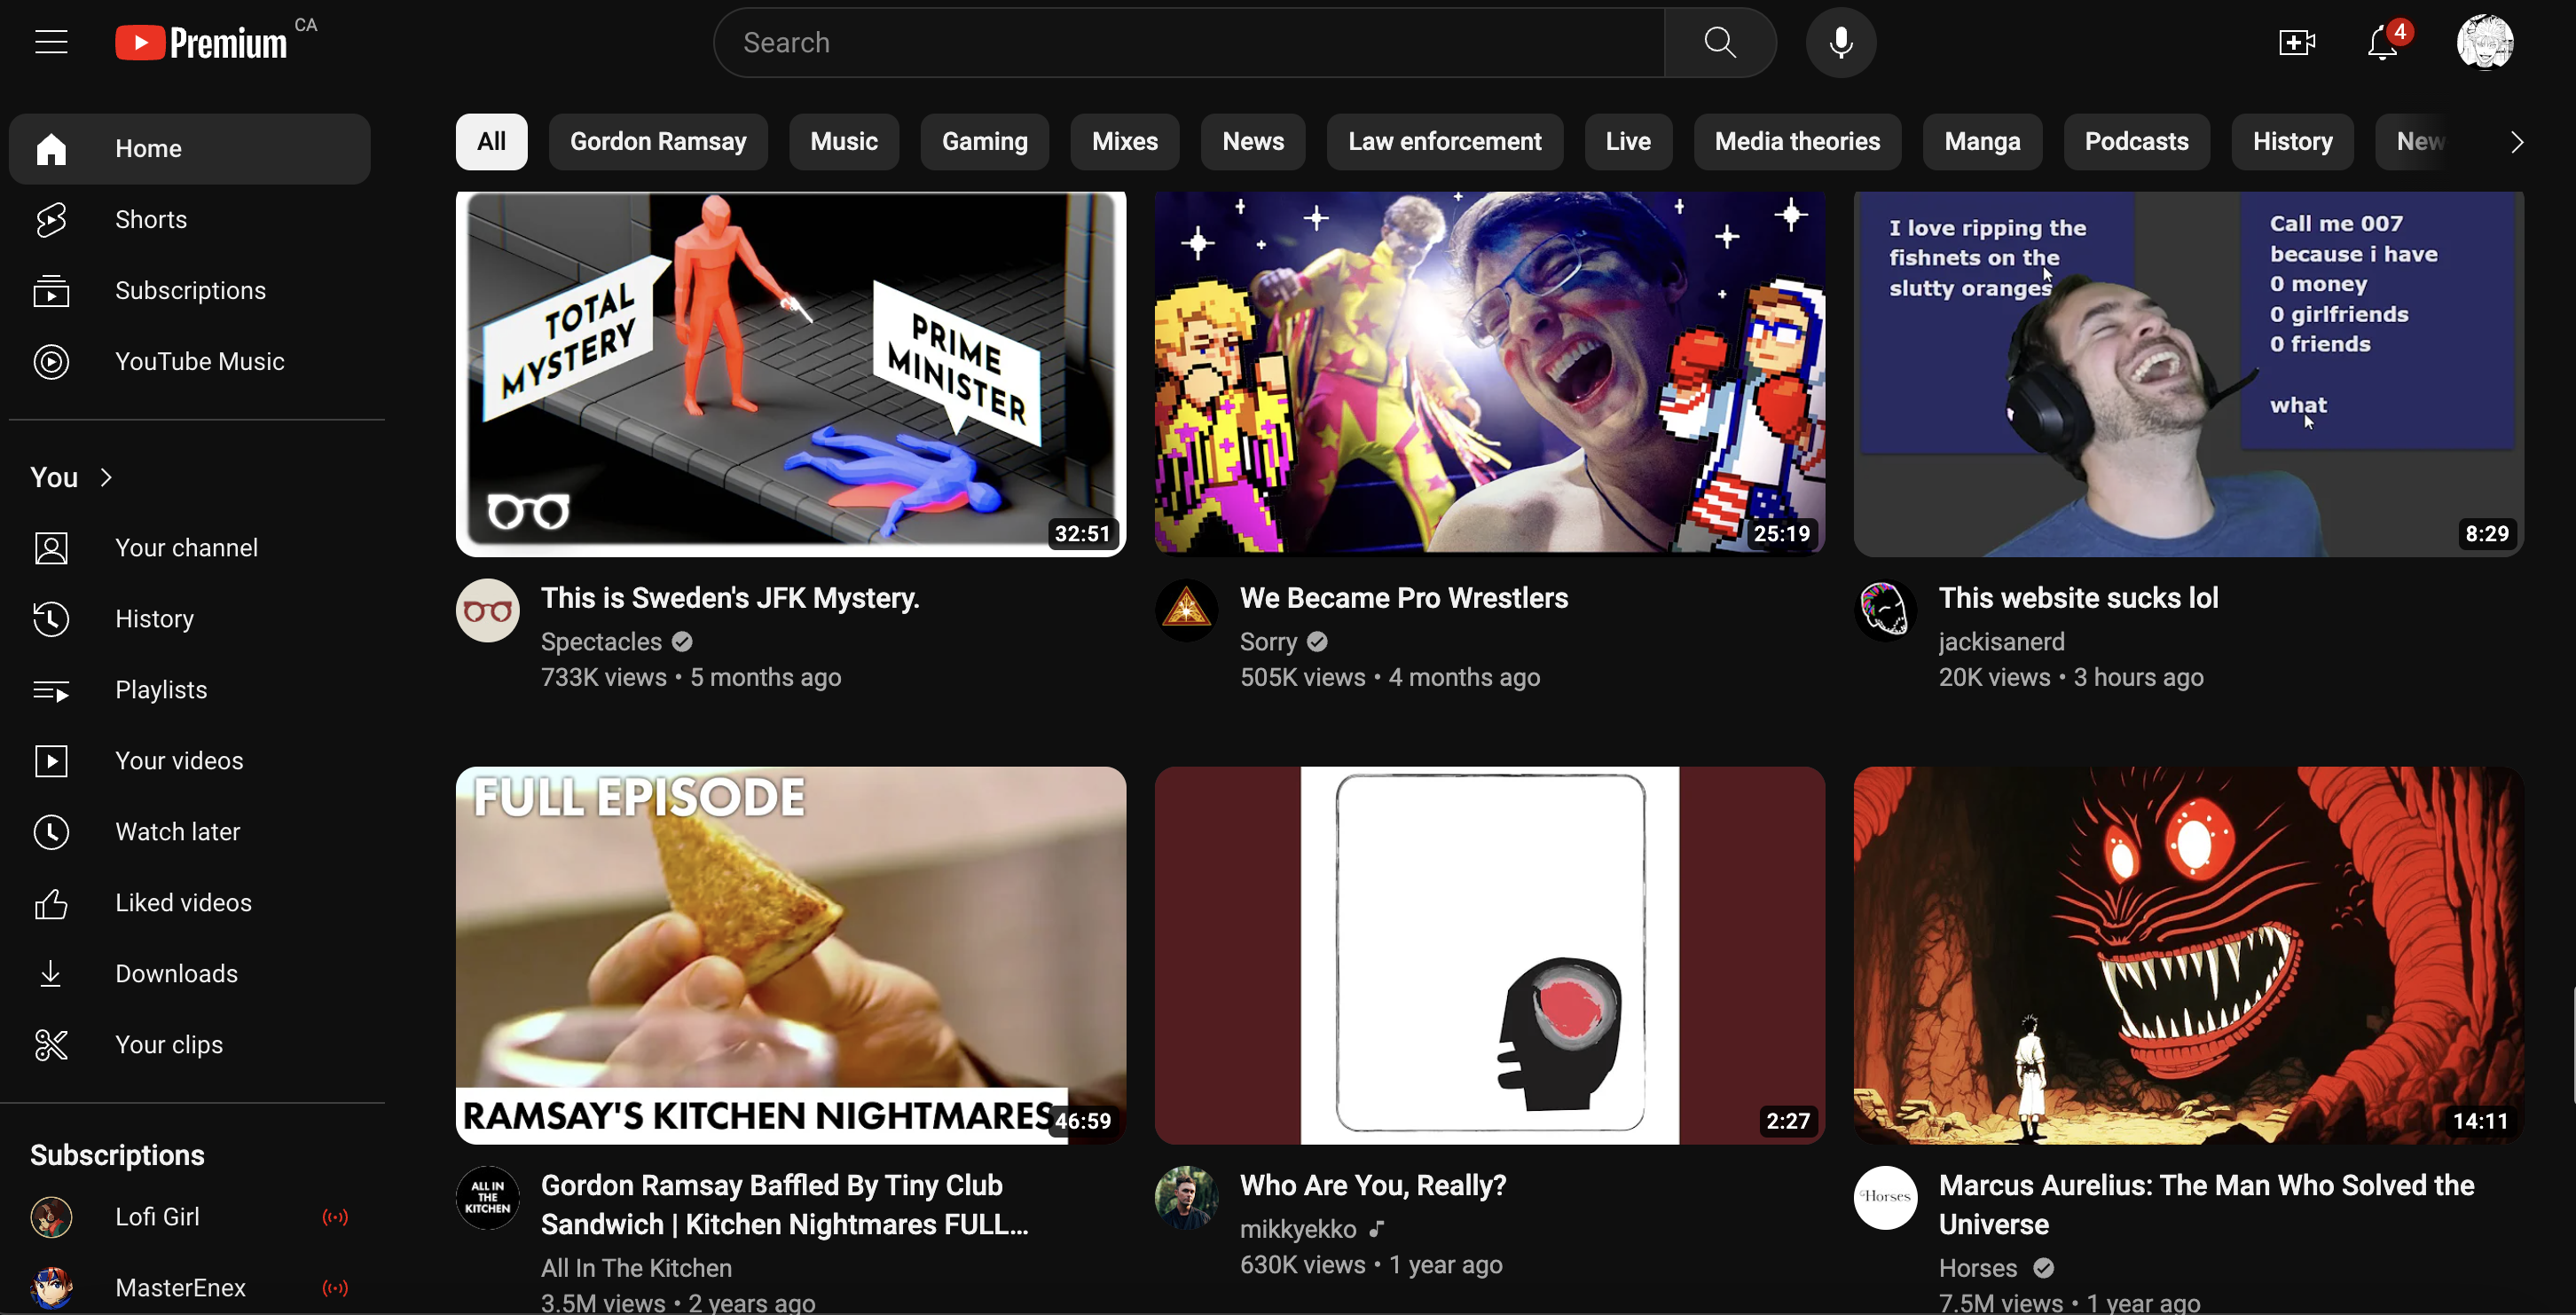 Premium CA
Search
4
Home
Shorts
Subscriptions
YouTube Music
You
Your channel
History
Playlists
Your videos
Watch later
Liked videos
Downloads
Your clips
Subscriptions
Lofi Girl
MasterEnex
All Gordon Ramsay Music Gaming Mixes News Law enforcement Live Media theories Manga Podcasts History New
TOTAL
MYSTERY
PRIME
MINISTER
32:51
This is Sweden's JFK Mystery.
Spectacles
733K views • 5 months ago
25:19
We Became Pro Wrestlers
Sorry
505K views • 4 months ago
I love ripping the
fishnets on the
slutty oranges
Call me 007
because i have
0 money
0 girlfriends
0 friends
what
8:29
This website sucks lol
jackisanerd
20K views • 3 hours ago
FULL EPISODE
RAMSAY'S KITCHEN NIGHTMARES
46:59
ALL IN
THE
KITCHEN
Gordon Ramsay Baffled By Tiny Club
Sandwich | Kitchen Nightmares FULL...
All In The Kitchen
3.5M views • 2 years ago
2:27
Who Are You, Really?
mikkyekko
630K views • 1 year ago
14:11
Horses
Marcus Aurelius: The Man Who Solved the
Universe
Horses
7.5M views • 1 year ago